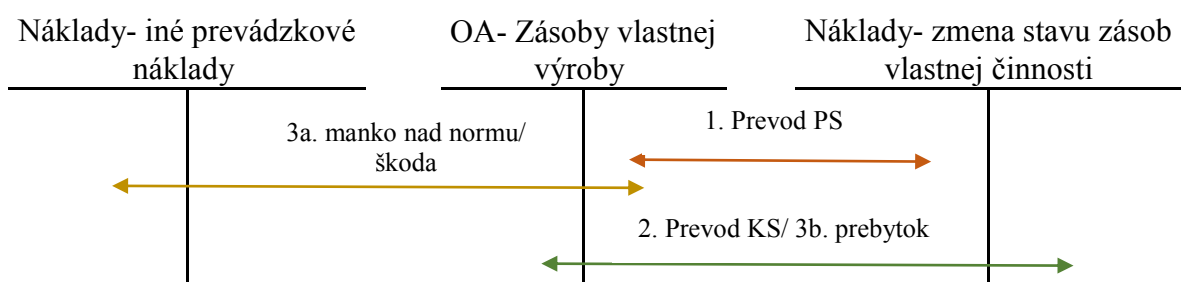 Náklady- iné prevádzkové
náklady
OA- Zásoby vlastnej
výroby
Náklady- zmena stavu zásob
vlastnej činnosti
3a. manko nad normu/
škoda
1. Prevod PS
2. Prevod KS/ 3b. prebytok